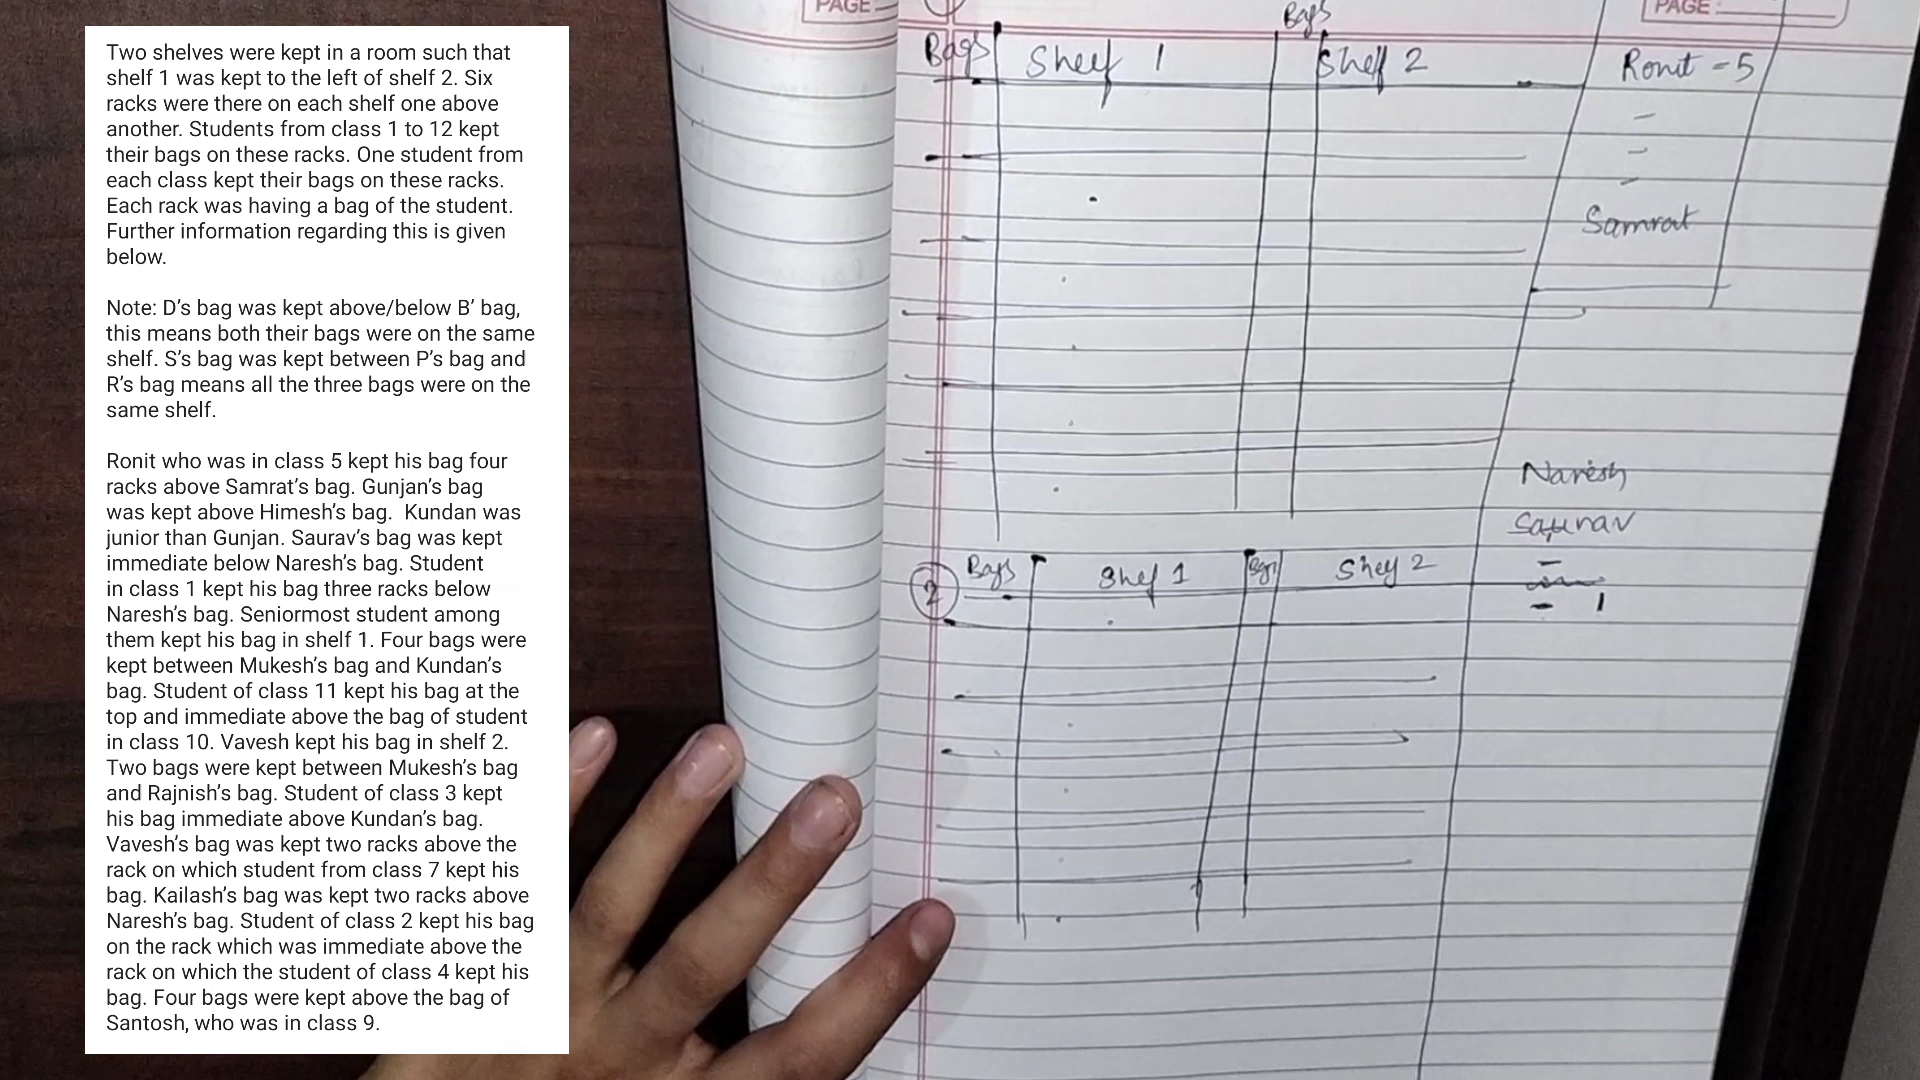 Two shelves were kept in a room such that
shelf 1 was kept to the left of shelf 2. Six
racks were there on each shelf one above
another. Students from class 1 to 12 kept
their bags on these racks. One student from
each class kept their bags on these racks.
Each rack was having a bag of the student.
Further information regarding this is given
below.
Note: D’s bag was kept above/below B’ bag,
this means both their bags were on the same
shelf. S’s bag was kept between P’s bag and
R’s bag means all the three bags were on the
same shelf.
Ronit who was in class 5 kept his bag four
racks above Samrat’s bag. Gunjan’s bag
was kept above Himesh’s bag.  Kundan was
junior than Gunjan. Saurav’s bag was kept
immediate below Naresh’s bag. Student
in class 1 kept his bag three racks below
Naresh’s bag. Seniormost student among
them kept his bag in shelf 1. Four bags were
kept between Mukesh’s bag and Kundan’s
bag. Student of class 11 kept his bag at the
top and immediate above the bag of student
in class 10. Vavesh kept his bag in shelf 2.
Two bags were kept between Mukesh’s bag
and Rajnish’s bag. Student of class 3 kept
his bag immediate above Kundan’s bag.
Vavesh’s bag was kept two racks above the
rack on which student from class 7 kept his
bag. Kailash’s bag was kept two racks above
Naresh’s bag. Student of class 2 kept his bag
on the rack which was immediate above the
rack on which the student of class 4 kept his
bag. Four bags were kept above the bag of
Santosh, who was in class 9.
PAGE
PAGE
Bags
Bags Shelf 1 Shelf 2 Ronit - 5
Samrat
Naresh
Saurav
1
2 Bags Shelf 1 Bags Shelf 2